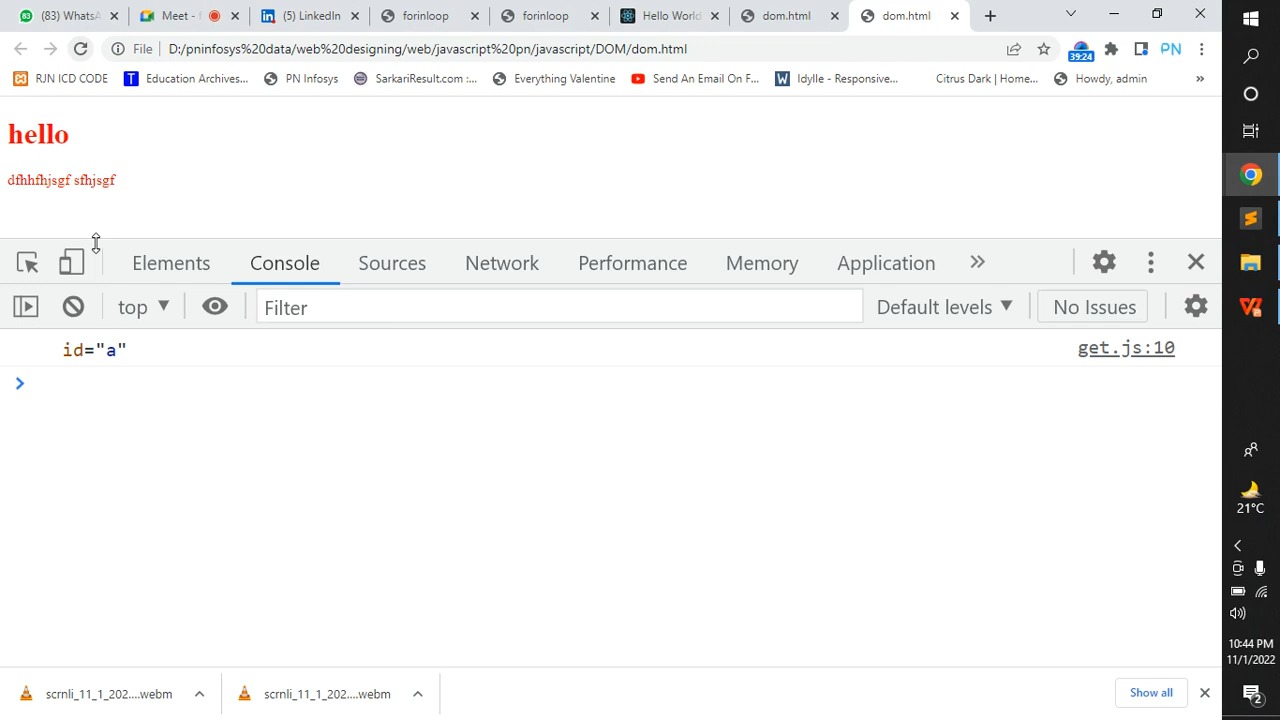 (83) WhatsA
Meet - f
(5) LinkedIn
forinloop
forinloop
Hello World
dom.html
dom.html
File
D:/pninfosys%20data/web%20designing/web/javascript%20pn/javascript/DOM/dom.html
39:24
PN
RJN ICD CODE
Education Archives...
PN Infosys
SarkariResult.com :...
Everything Valentine
Send An Email On F...
Idylle - Responsive...
Citrus Dark | Home...
Howdy, admin
»
hello
dfhhfhjsgf sfhjsgf
Elements
Console
Sources
Network
Performance
Memory
Application
»
top
Filter
Default levels
No Issues
id="a"
get.js:10
>
scrnli_11_1_202....webm
scrnli_11_1_202....webm
Show all
21°C
10:44 PM
11/1/2022
2